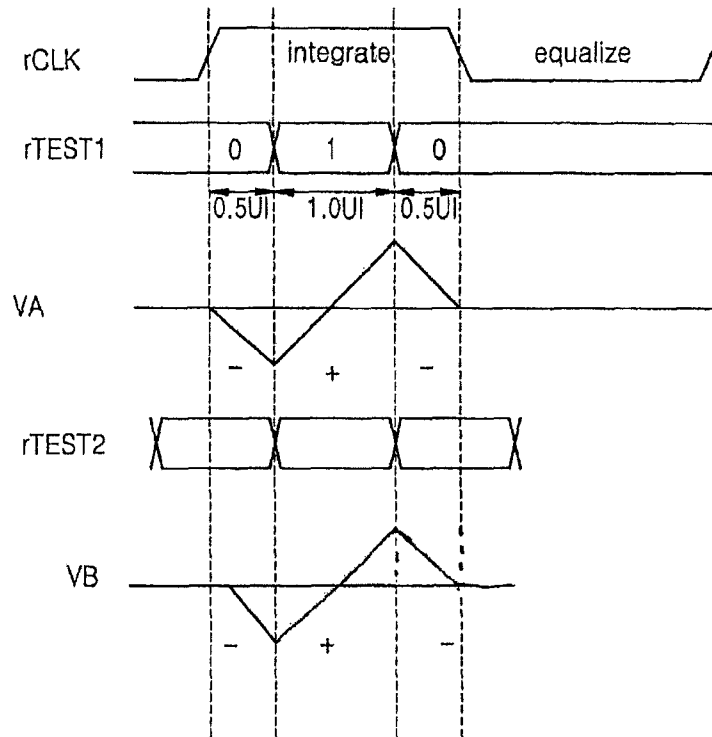 rCLK
integrate
equalize
rTEST1
0 1 0
0.5UI 1.0UI 0.5UI
VA
- + -
rTEST2
VB
- + -